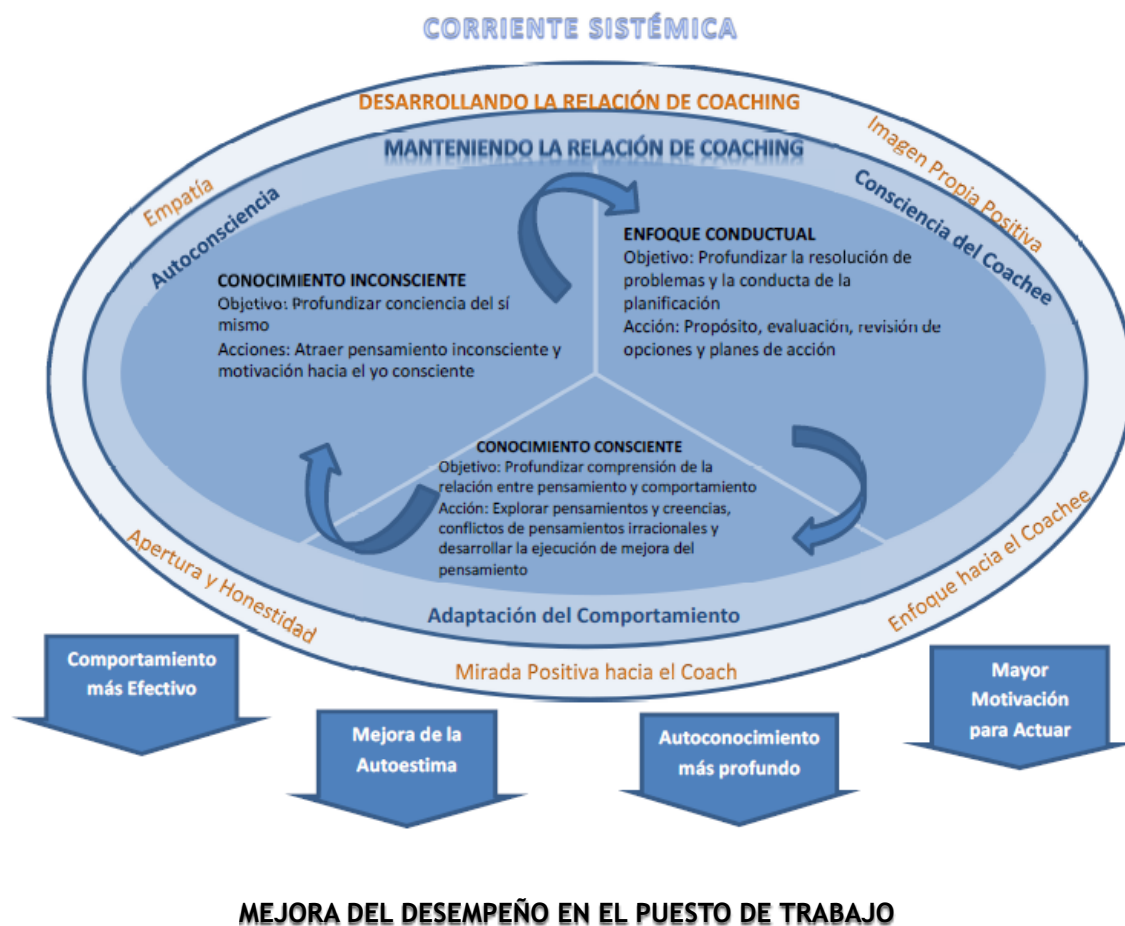 CORRIENTE SISTÉMICA
DESARROLLANDO LA RELACIÓN DE COACHING
MANTENIENDO LA RELACIÓN DE COACHING
Empatía
Imagen Propia Positiva
Autoconsciencia
Consciencia del Coachee
CONOCIMIENTO INCONSCIENTE
Objetivo: Profundizar conciencia del sí
mismo
Acciones: Atraer pensamiento inconsciente y
motivación hacia el yo consciente
ENFOQUE CONDUCTUAL
Objetivo: Profundizar la resolución de
problemas y la conducta de la
planificación
Acción: Propósito, evaluación, revisión de
opciones y planes de acción
CONOCIMIENTO CONSCIENTE
Objetivo: Profundizar comprensión de la
relación entre pensamiento y comportamiento
Acción: Explorar pensamientos y creencias,
conflictos de pensamientos irracionales y
desarrollar la ejecución de mejora del
pensamiento
Apertura y Honestidad
Adaptación del Comportamiento
Enfoque hacia el Coachee
Mirada Positiva hacia el Coach
Comportamiento
más Efectivo
Mejora de la
Autoestima
Autoconocimiento
más profundo
Mayor
Motivación
para Actuar
MEJORA DEL DESEMPEÑO EN EL PUESTO DE TRABAJO